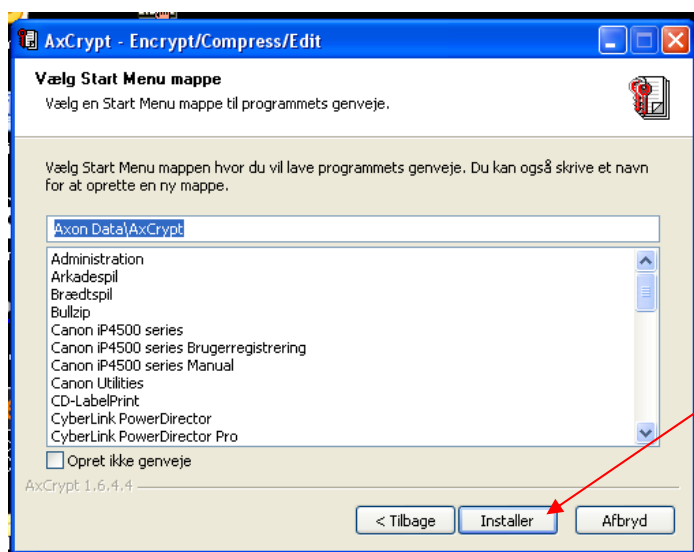 AxCrypt - Encrypt/Compress/Edit
Vælg Start Menu mappe
Vælg en Start Menu mappe til programmets genveje.
Vælg Start Menu mappen hvor du vil lave programmets genveje. Du kan også skrive et navn
for at oprette en ny mappe.
Axon Data\AxCrypt
Administration
Arkadespil
Brædtspil
Bullzip
Canon iP4500 series
Canon iP4500 series Brugerregistrering
Canon iP4500 series Manual
Canon Utilities
CD-LabelPrint
CyberLink PowerDirector
CyberLink PowerDirector Pro
Opret ikke genveje
AxCrypt 1.6.4.4
< Tilbage Installer Afbryd